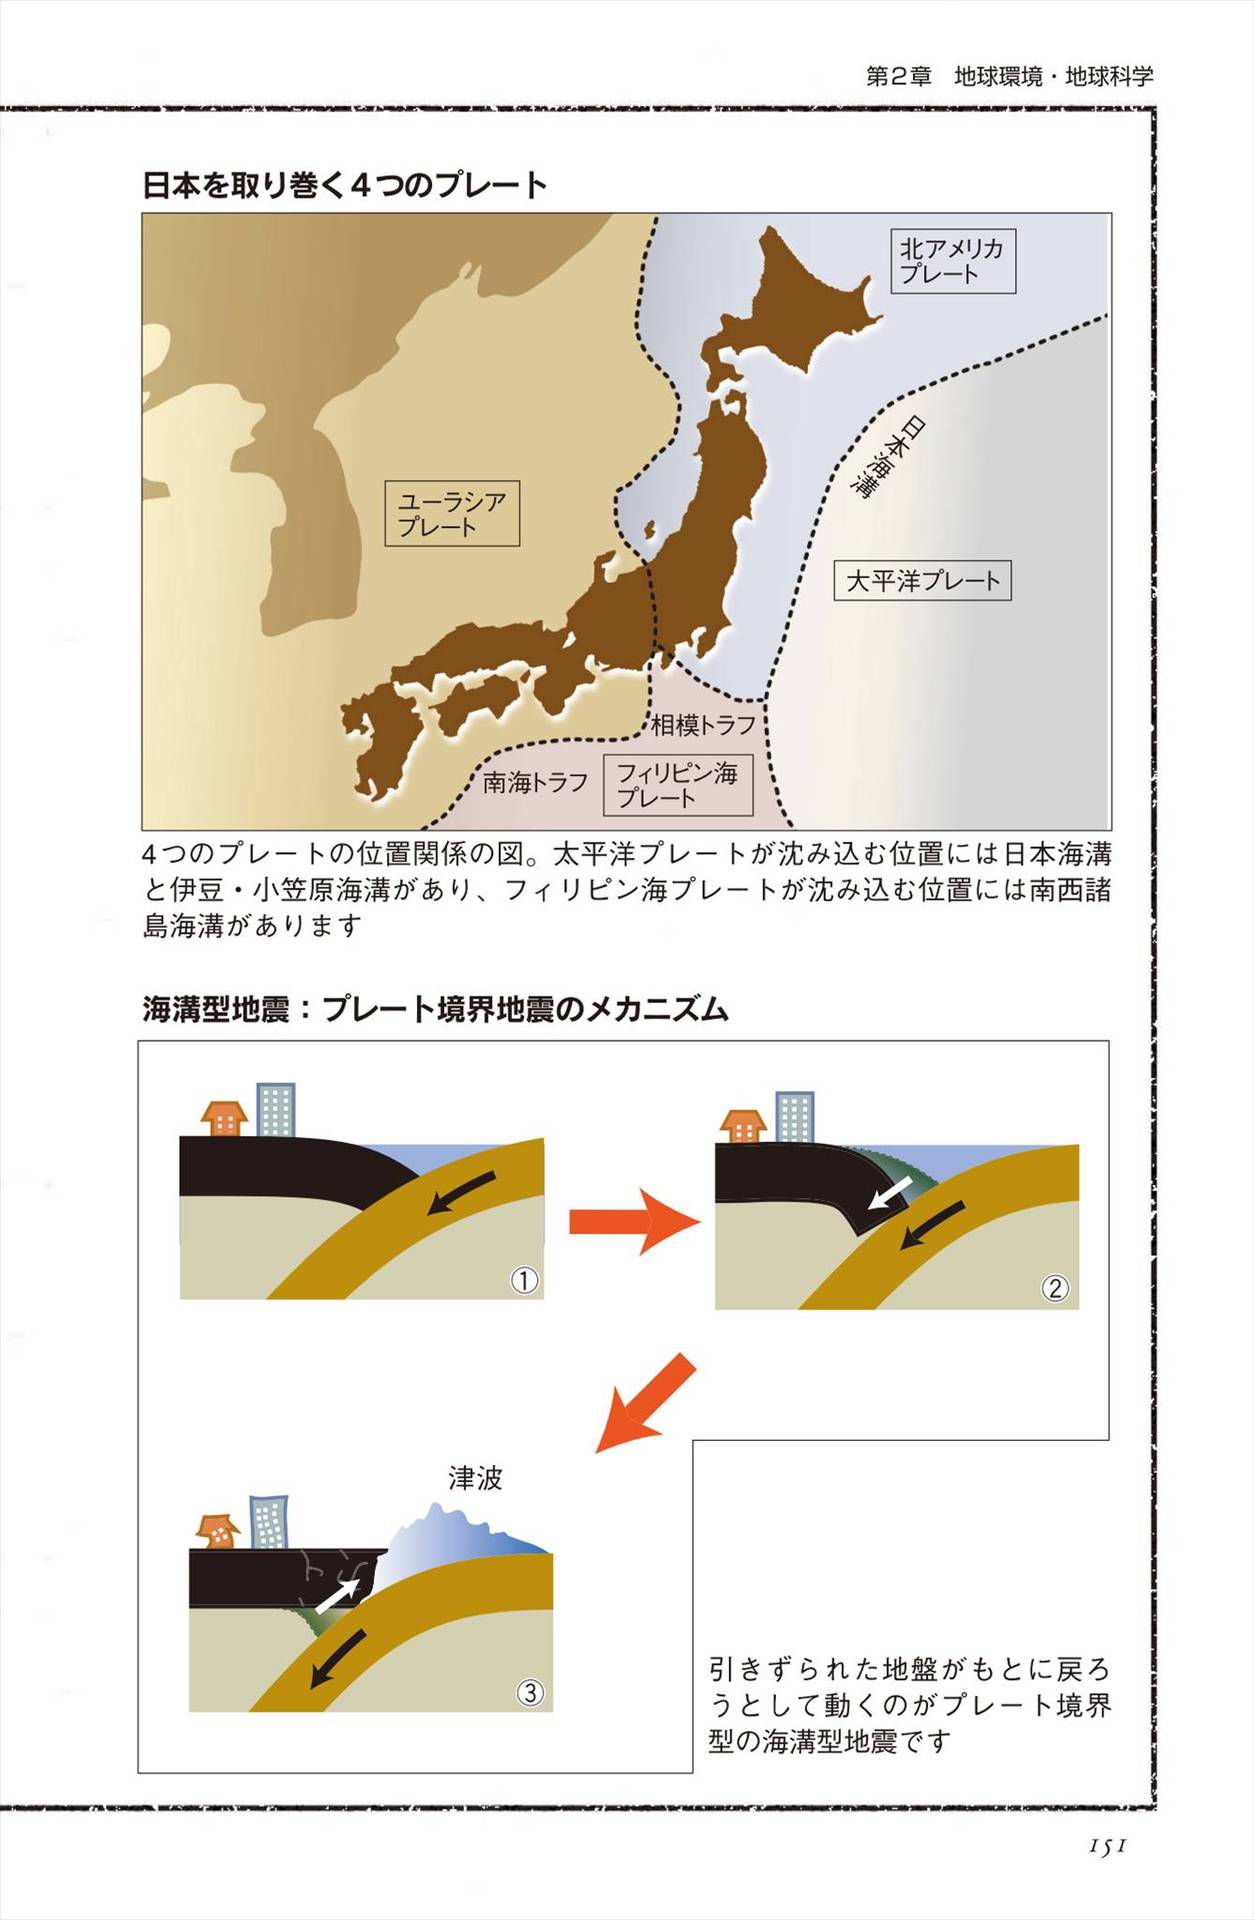 第2章　地球環境・地球科学
日本を取り巻く4つのプレート
北アメリカ
プレート
日本海溝
ユーラシア
プレート
大平洋プレート
相模トラフ
南海トラフ
フィリピン海
プレート
4つのプレートの位置関係の図。太平洋プレートが沈み込む位置には日本海溝
と伊豆・小笠原海溝があり、フィリピン海プレートが沈み込む位置には南西諸
島海溝があります
海溝型地震：プレート境界地震のメカニズム
①
②
津波
③
引きずられた地盤がもとに戻ろ
うとして動くのがプレート境界
型の海溝型地震です
151